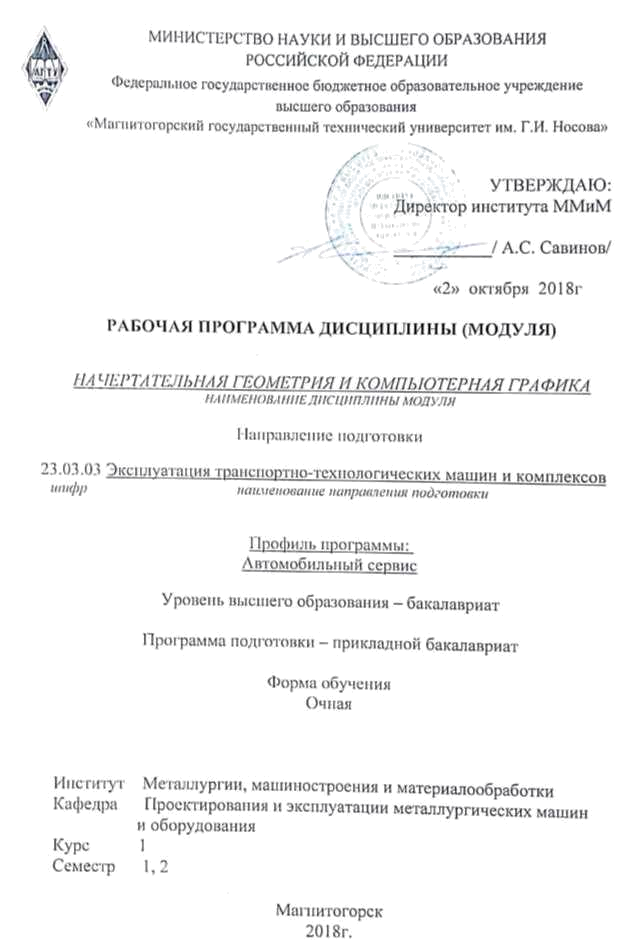 МИНИСТЕРСТВО НАУКИ И ВЫСШЕГО ОБРАЗОВАНИЯ
РОССИЙСКОЙ ФЕДЕРАЦИИ
Федеральное государственное бюджетное образовательное учреждение
высшего образования
«Магнитогорский государственный технический университет им. Г.И. Носова»
МГТУ
УТВЕРЖДАЮ:
Директор института ММиМ
/ А.С. Савинов/
«2» октября 2018г
РАБОЧАЯ ПРОГРАММА ДИСЦИПЛИНЫ (МОДУЛЯ)
НАЧЕРТАТЕЛЬНАЯ ГЕОМЕТРИЯ И КОМПЬЮТЕРНАЯ ГРАФИКА
НАИМЕНОВАНИЕ ДИСЦИПЛИНЫ МОДУЛЯ
Направление подготовки
23.03.03 Эксплуатация транспортно-технологических машин и комплексов
шифр наименование направления подготовки
Профиль программы:
Автомобильный сервис
Уровень высшего образования – бакалавриат
Программа подготовки – прикладной бакалавриат
Форма обучения
Очная
Институт Металлургии, машиностроения и материалообработки
Кафедра Проектирования и эксплуатации металлургических машин
и оборудования
Курс 1
Семестр 1, 2
Магнитогорск
2018г.